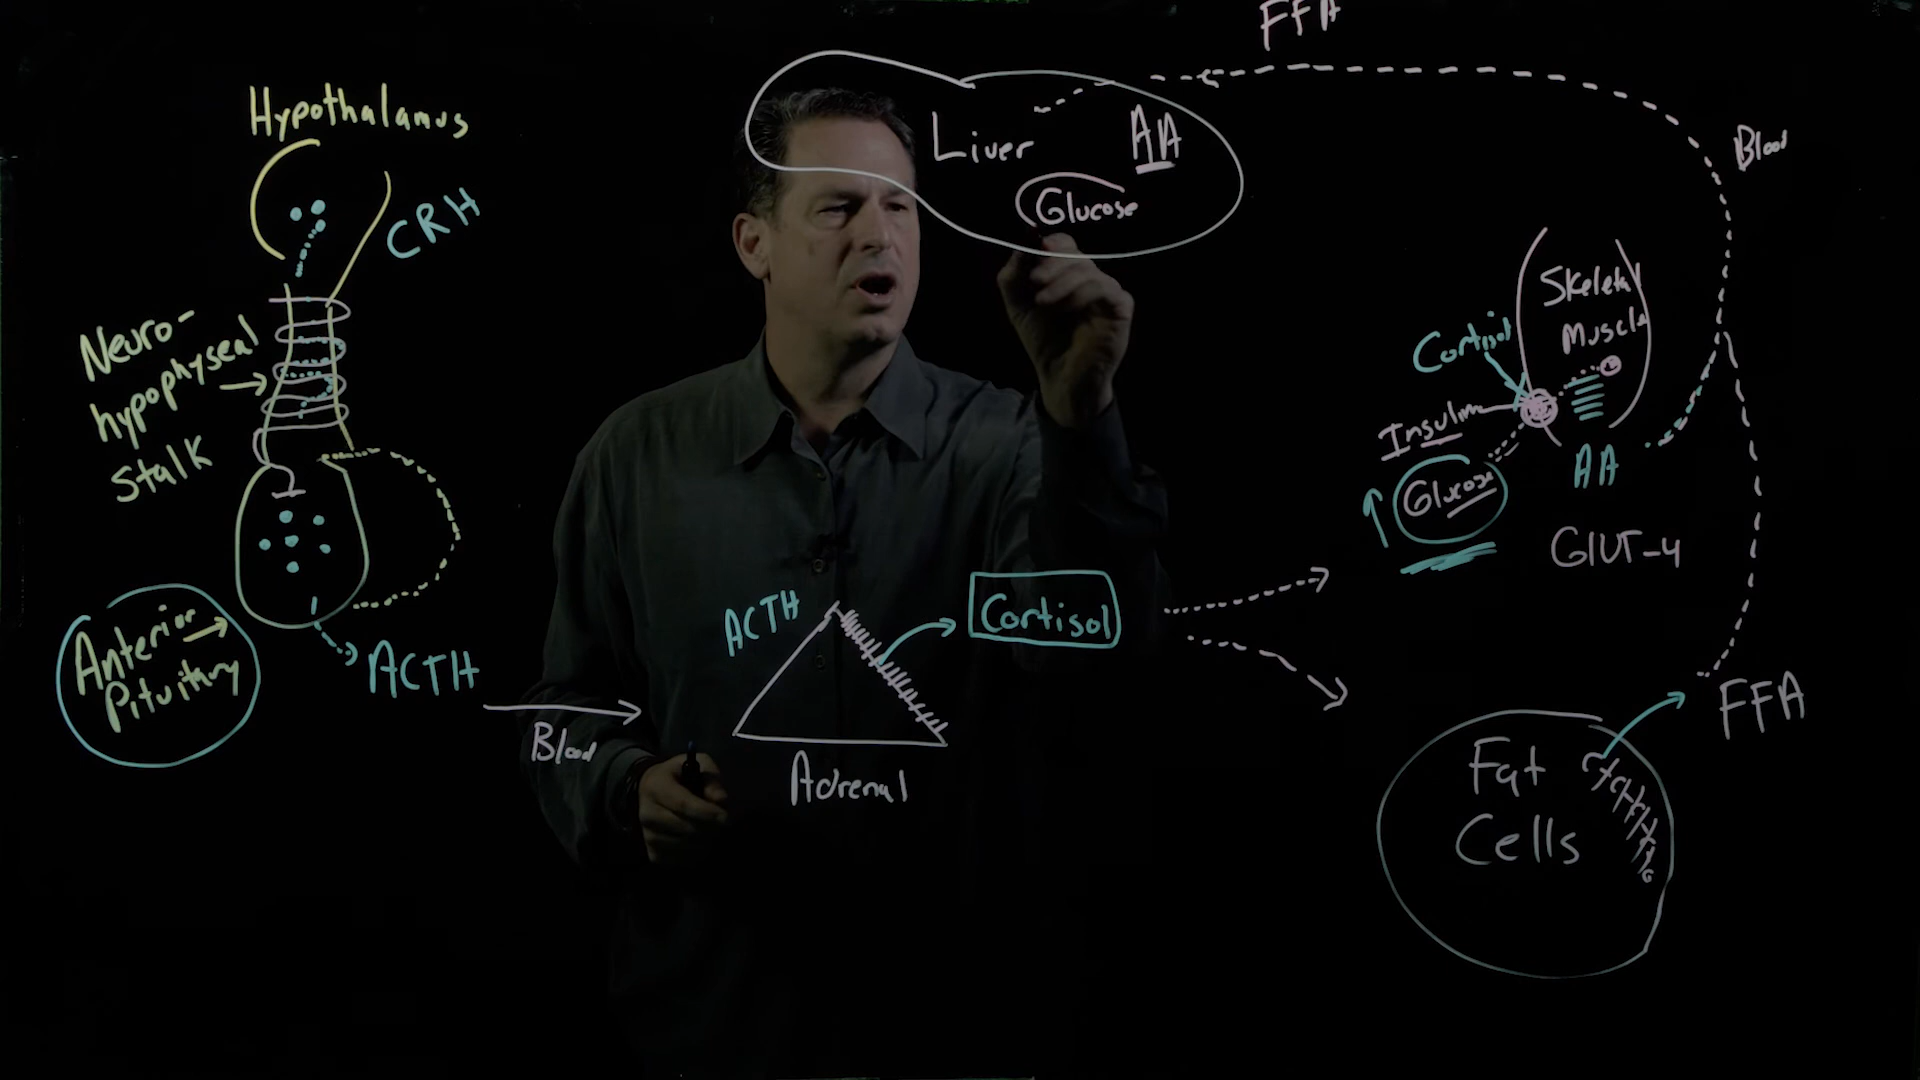 FFA
Hypothalamus
CRH
Neuro-
hypophyseal
Stalk
Anterior
Pituitary
ACTH
Blood
Liver
AA
Glucose
ACTH
Adrenal
Cortisol
Blood
Skeletal
Muscle
Cortisol
Insulin
Glucose
AA
GLUT-4
FFA
Fat
Cells